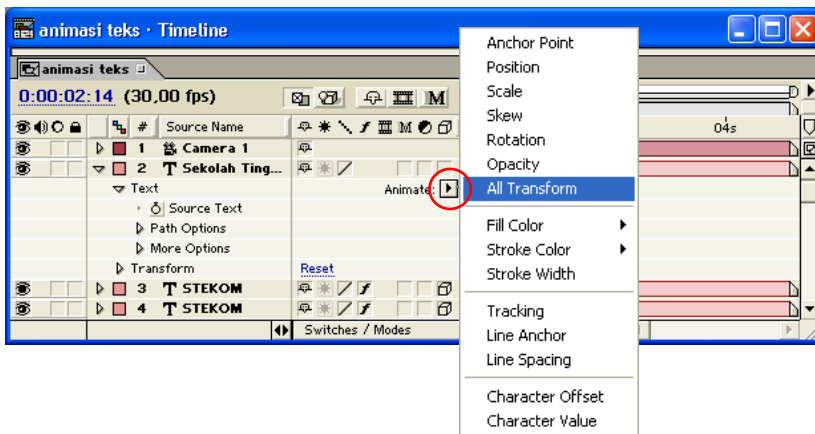 animasi teks · Timeline
animasi teks
0:00:02:14 (30,00 fps)
M
04s
# Source Name
M
1 Camera 1
2 T Sekolah Ting...
Text
Animate:
Source Text
Path Options
More Options
Transform
Reset
3 T STEKOM
4 T STEKOM
Switches / Modes
Anchor Point
Position
Scale
Skew
Rotation
Opacity
All Transform
Fill Color
Stroke Color
Stroke Width
Tracking
Line Anchor
Line Spacing
Character Offset
Character Value